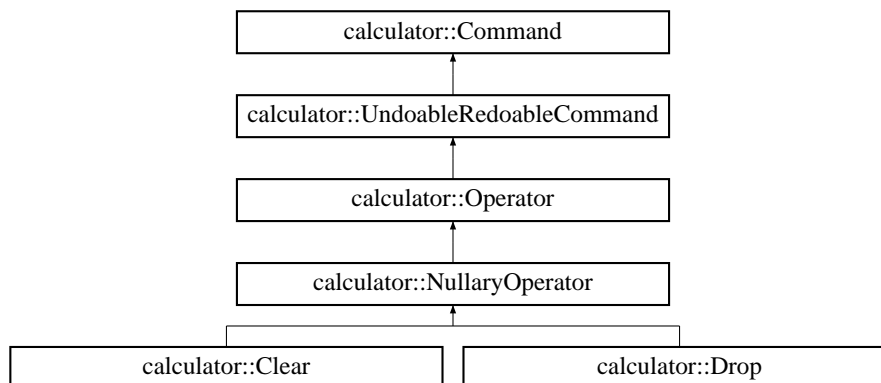 calculator::Command
calculator::UndoableRedoableCommand
calculator::Operator
calculator::NullaryOperator
calculator::Clear
calculator::Drop